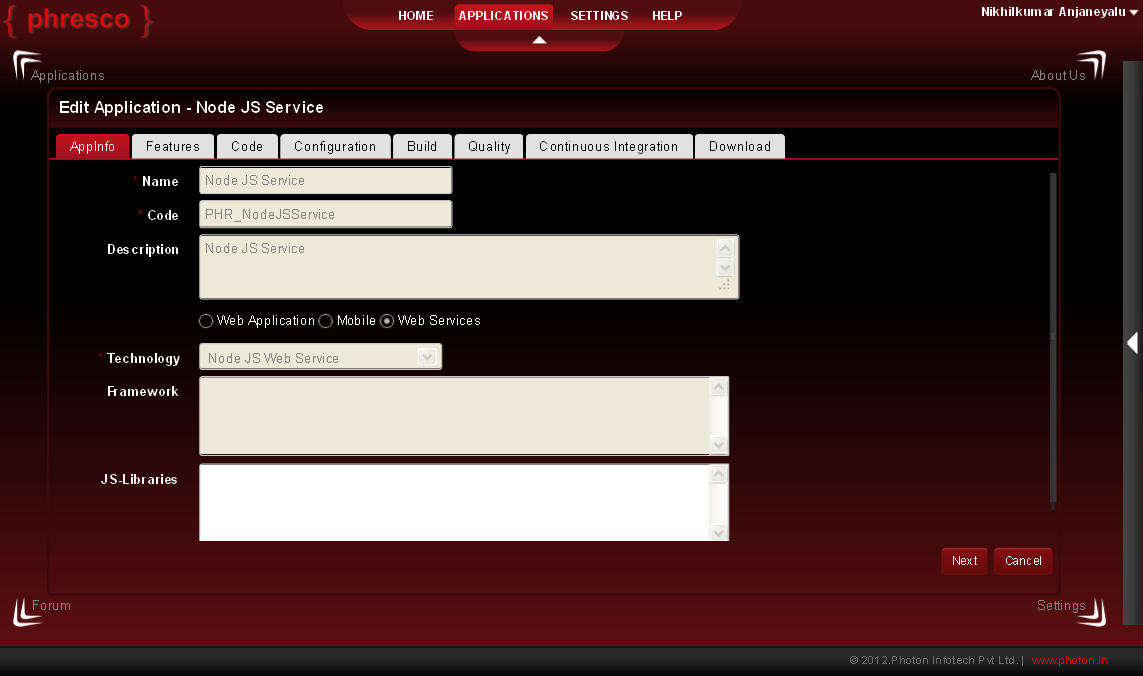 { phresco }
HOME APPLICATIONS SETTINGS HELP
Nikhilkumar Anjaneyalu
Applications
About Us
Edit Application - Node JS Service
AppInfo Features Code Configuration Build Quality Continuous Integration Download
* Name Node JS Service
* Code PHR_NodeJSService
Description Node JS Service
Web Application Mobile Web Services
* Technology Node JS Web Service
Framework
JS-Libraries
Next Cancel
Forum
Settings
© 2012.Photon Infotech Pvt Ltd. | www.photon.in